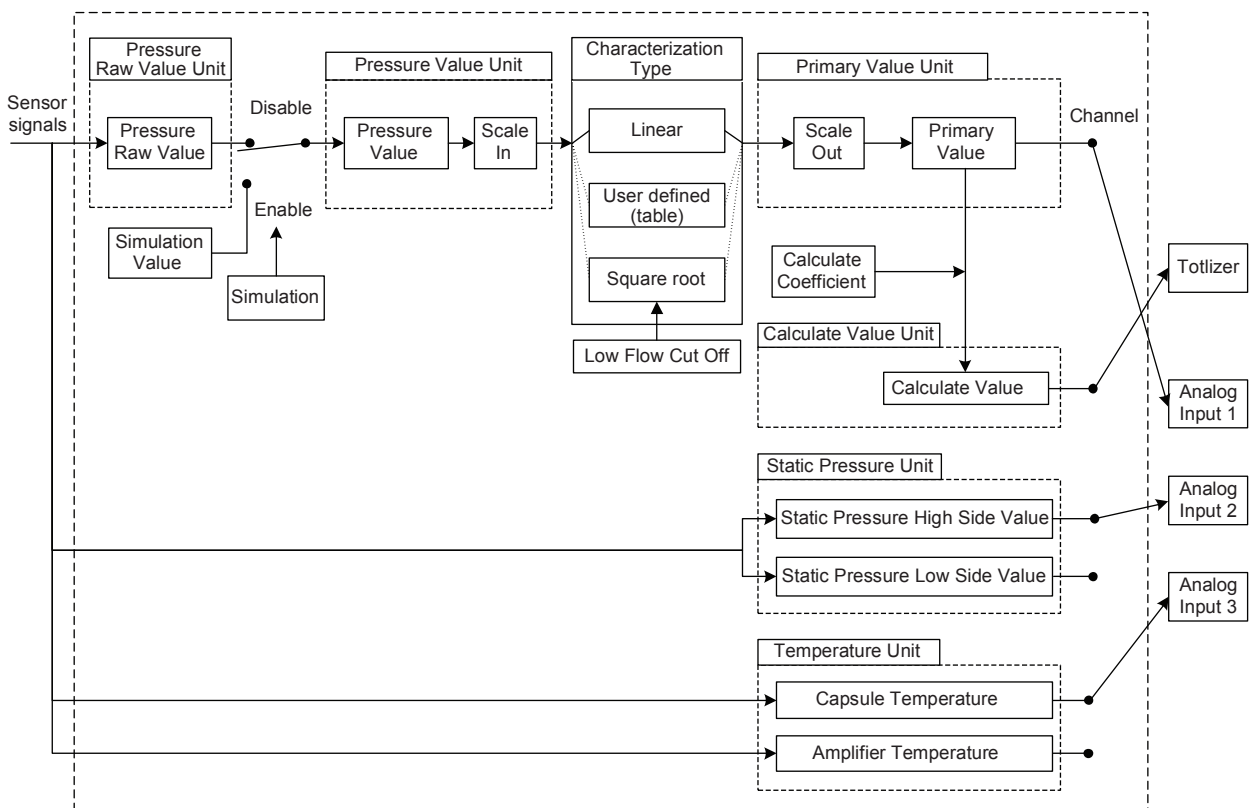 Pressure
Raw Value Unit
Pressure Value Unit
Characterization
Type
Primary Value Unit
Sensor
signals
Disable
Channel
Pressure
Raw Value
Pressure
Value
Scale
In
Linear
Scale
Out
Primary
Value
User defined
(table)
Enable
Simulation
Value
Simulation
Square root
Calculate
Coefficient
Totlizer
Low Flow Cut Off
Calculate Value Unit
Calculate Value
Analog
Input 1
Static Pressure Unit
Static Pressure High Side Value
Analog
Input 2
Static Pressure Low Side Value
Analog
Input 3
Temperature Unit
Capsule Temperature
Amplifier Temperature